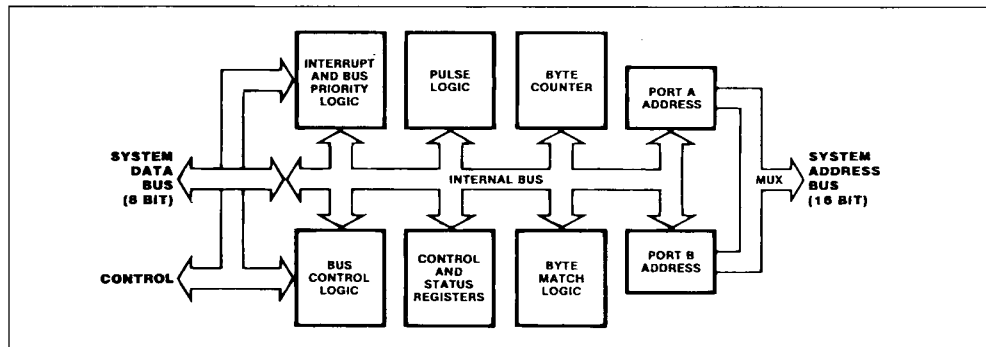 INTERRUPT
AND BUS
PRIORITY
LOGIC
PULSE
LOGIC
BYTE
COUNTER
PORT A
ADDRESS
SYSTEM
DATA
BUS
(8 BIT)
INTERNAL BUS
MUX
SYSTEM
ADDRESS
BUS
(16 BIT)
CONTROL
BUS
CONTROL
LOGIC
CONTROL
AND
STATUS
REGISTERS
BYTE
MATCH
LOGIC
PORT B
ADDRESS